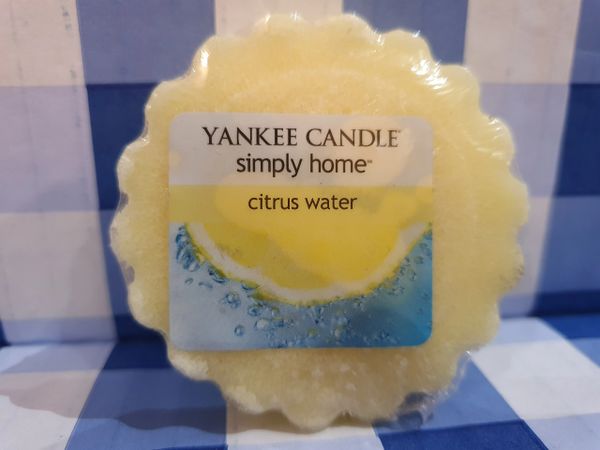 YANKEE CANDLE®
simply home™
citrus water